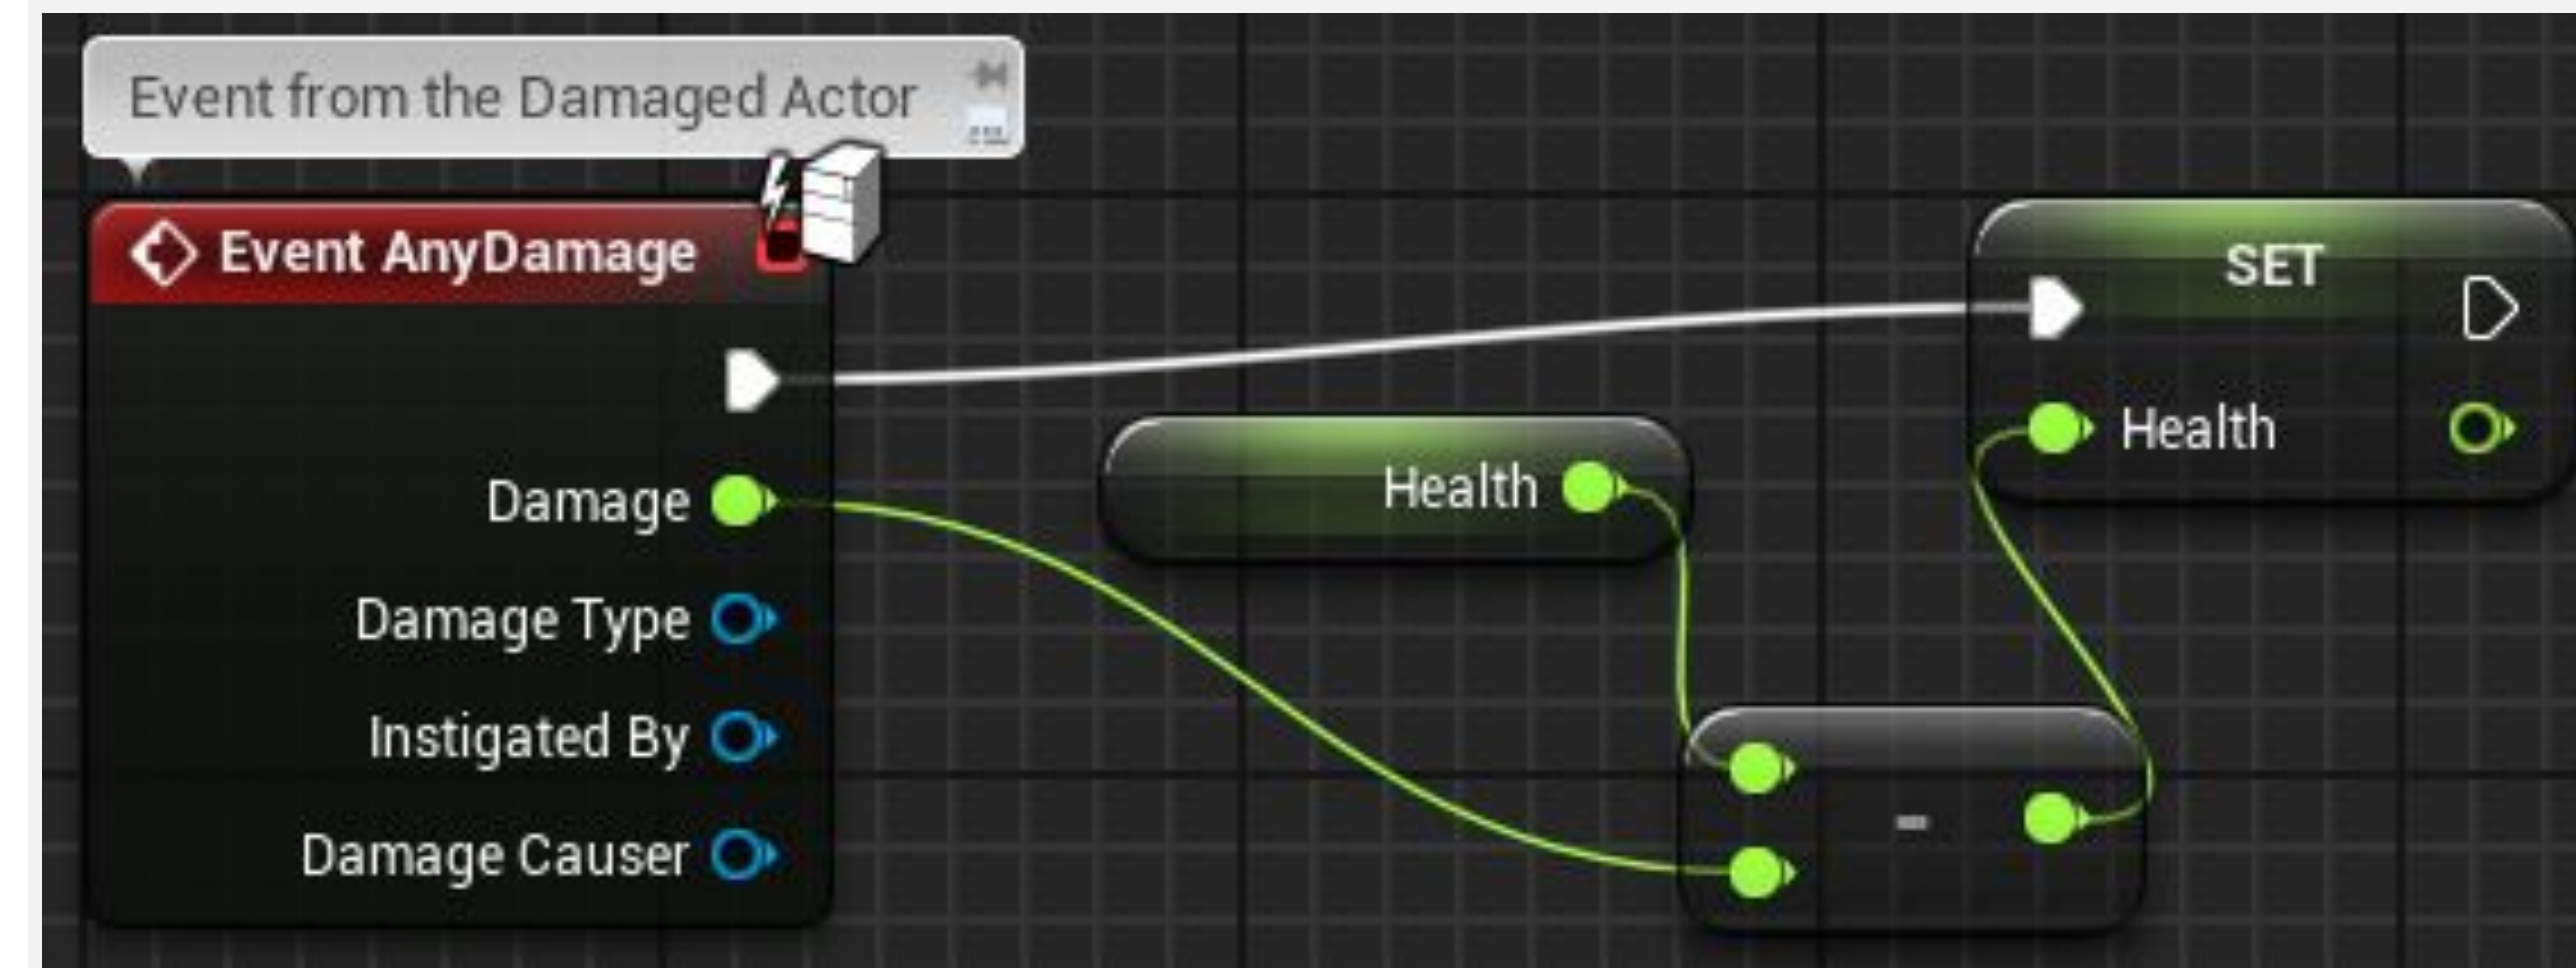 Event from the Damaged Actor
Event AnyDamage
SET
Health
Health
Damage
Damage Type
Instigated By
Damage Causer
-